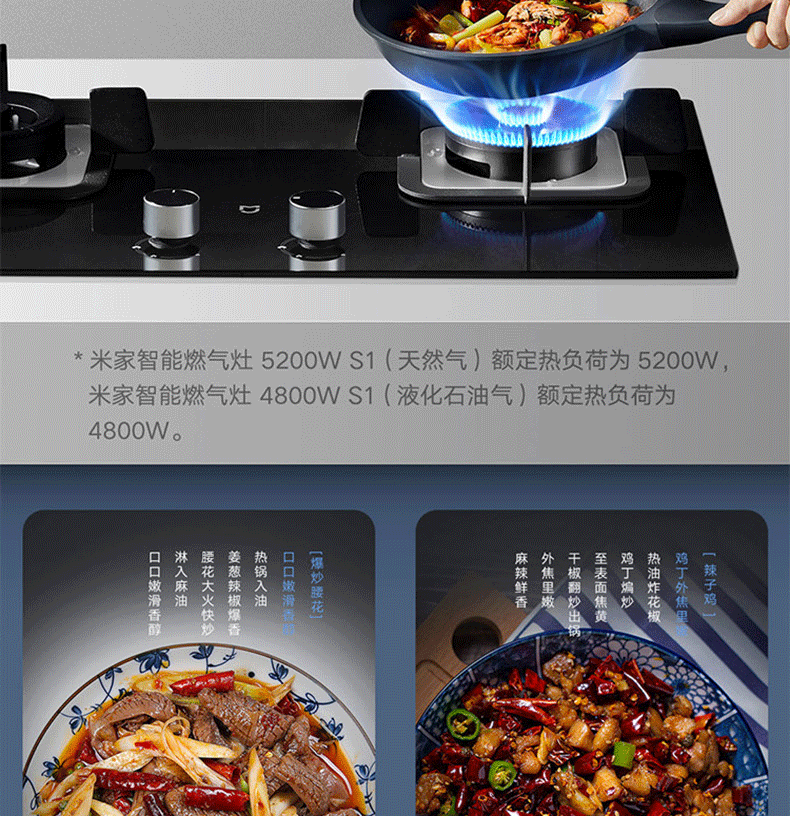 * 米家智能燃气灶 5200W S1（天然气）额定热负荷为 5200W，
米家智能燃气灶 4800W S1（液化石油气）额定热负荷为
4800W。
［爆炒腰花］
口口嫩滑香醇
热锅入油
姜葱辣椒爆香
腰花大火快炒
淋入麻油
口口嫩滑香醇
［辣子鸡］
鸡丁外焦里嫩
热油炸花椒
鸡丁煸炒
至表面焦黄
干椒翻炒出锅
外焦里嫩
麻辣鲜香